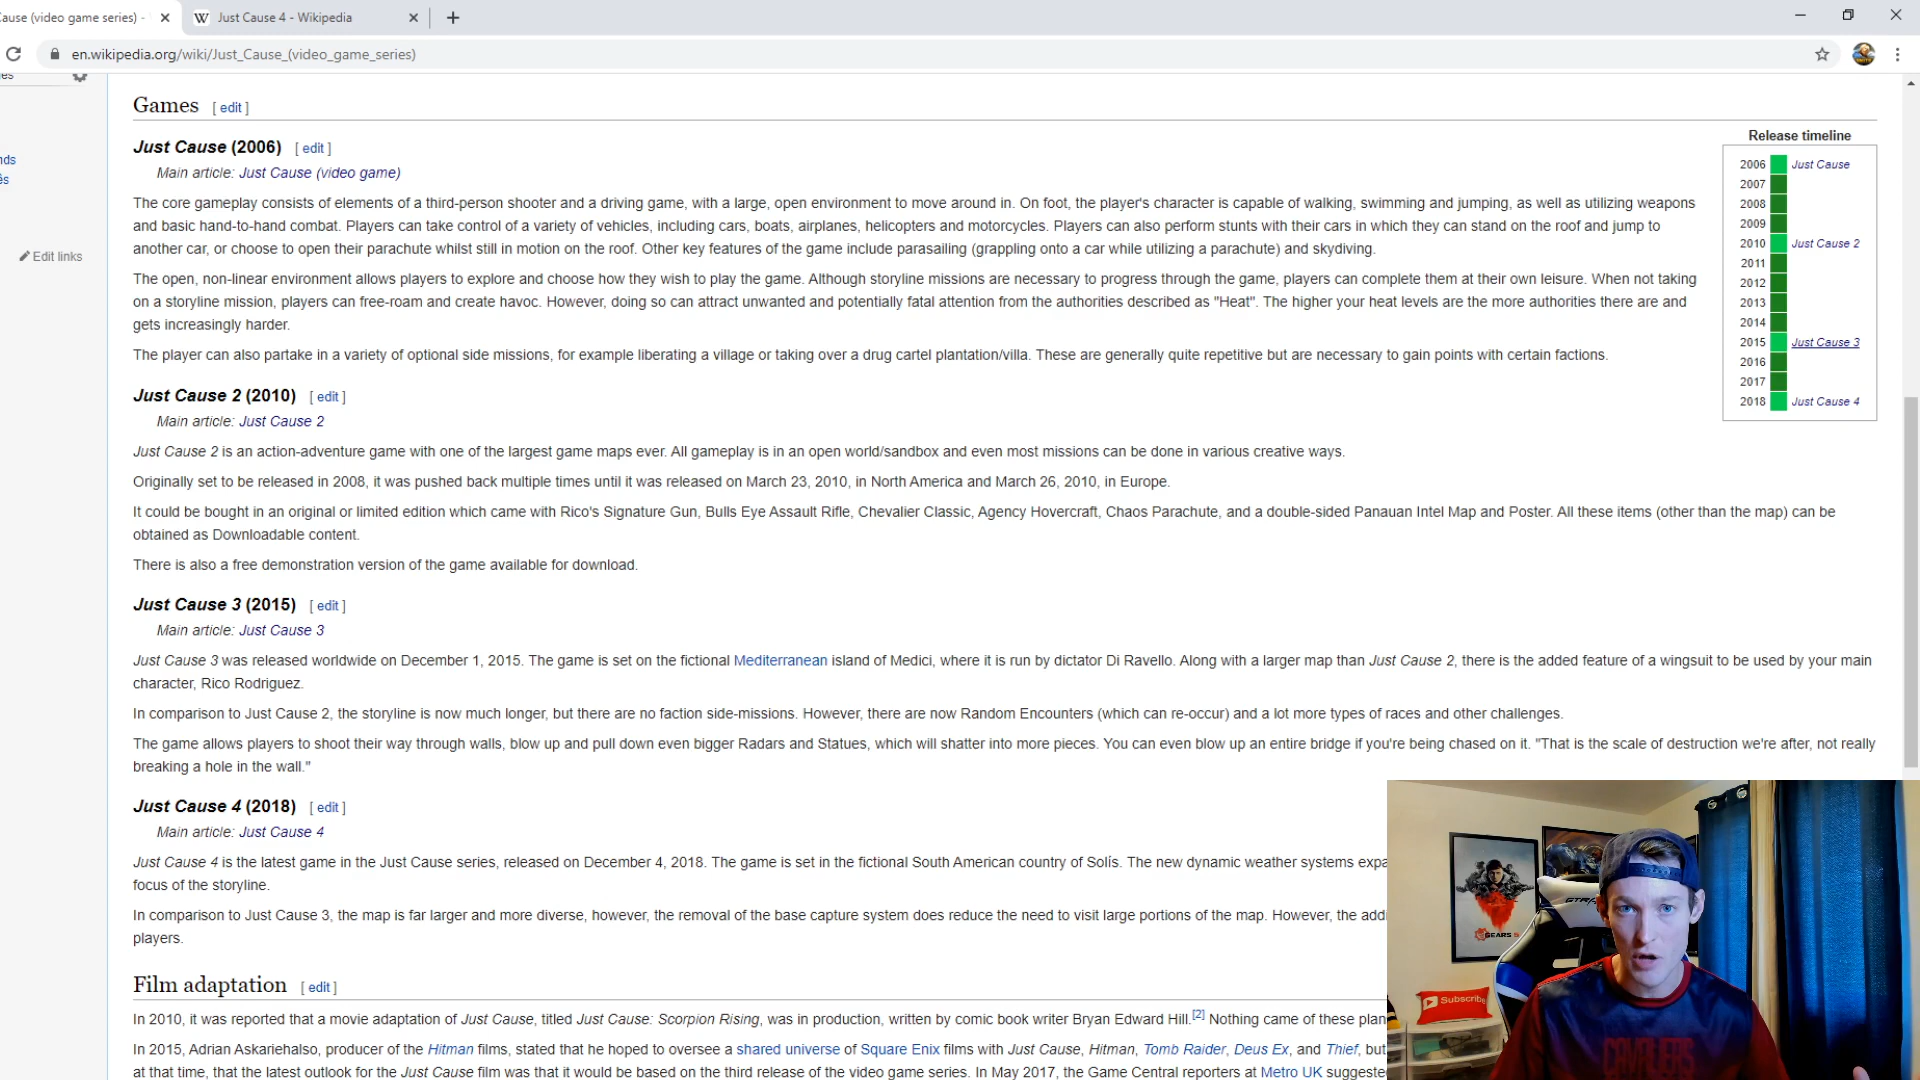 Cause (video game series) -
Just Cause 4 - Wikipedia
en.wikipedia.org/wiki/Just_Cause_(video_game_series)
Edit links
Games [ edit ]
Just Cause (2006) [ edit ]
Main article: Just Cause (video game)
The core gameplay consists of elements of a third-person shooter and a driving game, with a large, open environment to move around in. On foot, the player's character is capable of walking, swimming and jumping, as well as utilizing weapons
and basic hand-to-hand combat. Players can take control of a variety of vehicles, including cars, boats, airplanes, helicopters and motorcycles. Players can also perform stunts with their cars in which they can stand on the roof and jump to
another car, or choose to open their parachute whilst still in motion on the roof. Other key features of the game include parasailing (grappling onto a car while utilizing a parachute) and skydiving.
The open, non-linear environment allows players to explore and choose how they wish to play the game. Although storyline missions are necessary to progress through the game, players can complete them at their own leisure. When not taking
on a storyline mission, players can free-roam and create havoc. However, doing so can attract unwanted and potentially fatal attention from the authorities described as "Heat". The higher your heat levels are the more authorities there are and
gets increasingly harder.
The player can also partake in a variety of optional side missions, for example liberating a village or taking over a drug cartel plantation/villa. These are generally quite repetitive but are necessary to gain points with certain factions.
Release timeline
2006 Just Cause
2007
2008
2009
2010 Just Cause 2
2011
2012
2013
2014
2015 Just Cause 3
2016
2017
2018 Just Cause 4
Just Cause 2 (2010) [ edit ]
Main article: Just Cause 2
Just Cause 2 is an action-adventure game with one of the largest game maps ever. All gameplay is in an open world/sandbox and even most missions can be done in various creative ways.
Originally set to be released in 2008, it was pushed back multiple times until it was released on March 23, 2010, in North America and March 26, 2010, in Europe.
It could be bought in an original or limited edition which came with Rico's Signature Gun, Bulls Eye Assault Rifle, Chevalier Classic, Agency Hovercraft, Chaos Parachute, and a double-sided Panauan Intel Map and Poster. All these items (other than the map) can be
obtained as Downloadable content.
There is also a free demonstration version of the game available for download.
Just Cause 3 (2015) [ edit ]
Main article: Just Cause 3
Just Cause 3 was released worldwide on December 1, 2015. The game is set on the fictional Mediterranean island of Medici, where it is run by dictator Di Ravello. Along with a larger map than Just Cause 2, there is the added feature of a wingsuit to be used by your main
character, Rico Rodriguez.
In comparison to Just Cause 2, the storyline is now much longer, but there are no faction side-missions. However, there are now Random Encounters (which can re-occur) and a lot more types of races and other challenges.
The game allows players to shoot their way through walls, blow up and pull down even bigger Radars and Statues, which will shatter into more pieces. You can even blow up an entire bridge if you're being chased on it. "That is the scale of destruction we're after, not really
breaking a hole in the wall."
Just Cause 4 (2018) [ edit ]
Main article: Just Cause 4
Just Cause 4 is the latest game in the Just Cause series, released on December 4, 2018. The game is set in the fictional South American country of Solís. The new dynamic weather systems expa
focus of the storyline.
In comparison to Just Cause 3, the map is far larger and more diverse, however, the removal of the base capture system does reduce the need to visit large portions of the map. However, the addi
players.
Film adaptation [ edit ]
In 2010, it was reported that a movie adaptation of Just Cause, titled Just Cause: Scorpion Rising, was in production, written by comic book writer Bryan Edward Hill.[2] Nothing came of these plan
In 2015, Adrian Askariehalso, producer of the Hitman films, stated that he hoped to oversee a shared universe of Square Enix films with Just Cause, Hitman, Tomb Raider, Deus Ex, and Thief, but
at that time, that the latest outlook for the Just Cause film was that it would be based on the third release of the video game series. In May 2017, the Game Central reporters at Metro UK suggeste
GEARS 5
Subscribe
CAVALIERS